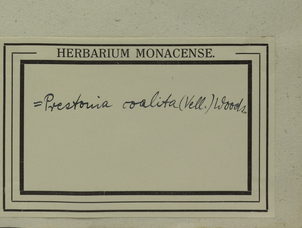 HERBARIUM MONACENSE.
=Prestonia coalita (Vell.) Woods.